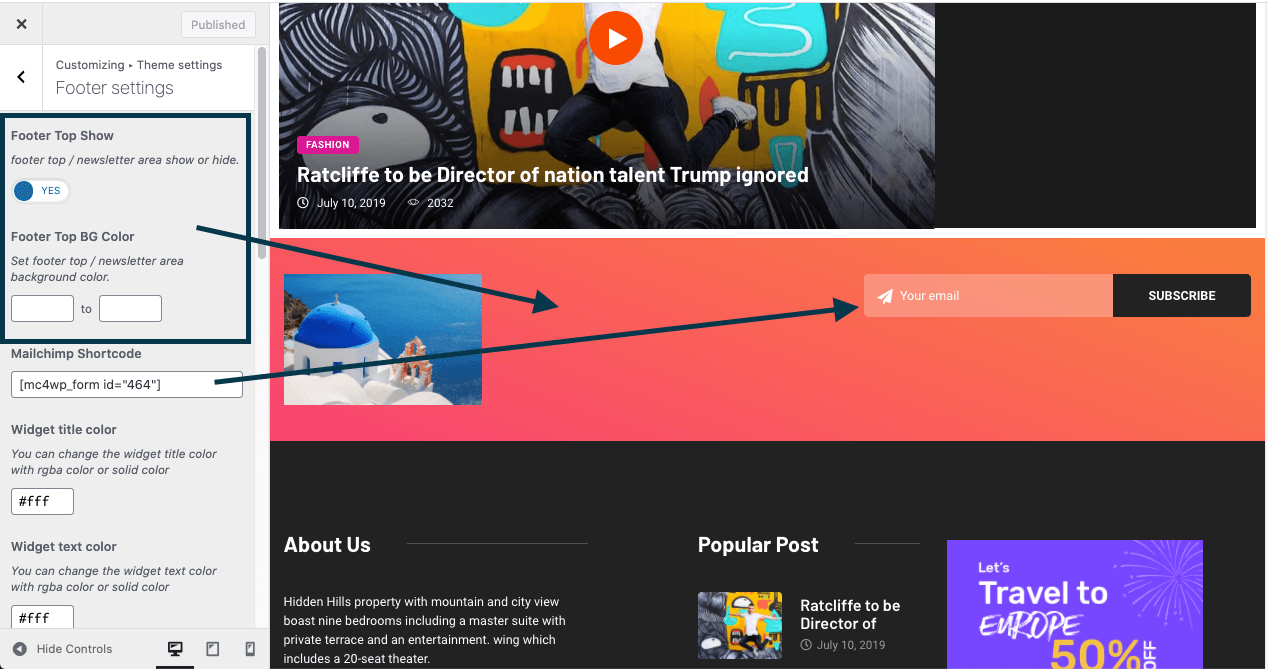 Published
Customizing ▸ Theme settings
Footer settings
Footer Top Show
footer top / newsletter area show or hide.
YES
Footer Top BG Color
Set footer top / newsletter area
background color.
to
Mailchimp Shortcode
[mc4wp_form id="464"]
Widget title color
You can change the widget title color
with rgba color or solid color
#fff
Widget text color
You can change the widget text color
with rgba color or solid color
#fff
Hide Controls
FASHION
Ratcliffe to be Director of nation talent Trump ignored
July 10, 2019 2032
Your email
SUBSCRIBE
About Us
Hidden Hills property with mountain and city view
boast nine bedrooms including a master suite with
private terrace and an entertainment. wing which
includes a 20-seat theater.
Popular Post
Ratcliffe to be
Director of
July 10, 2019
Let's
Travel to
EUROPE
50% OFF